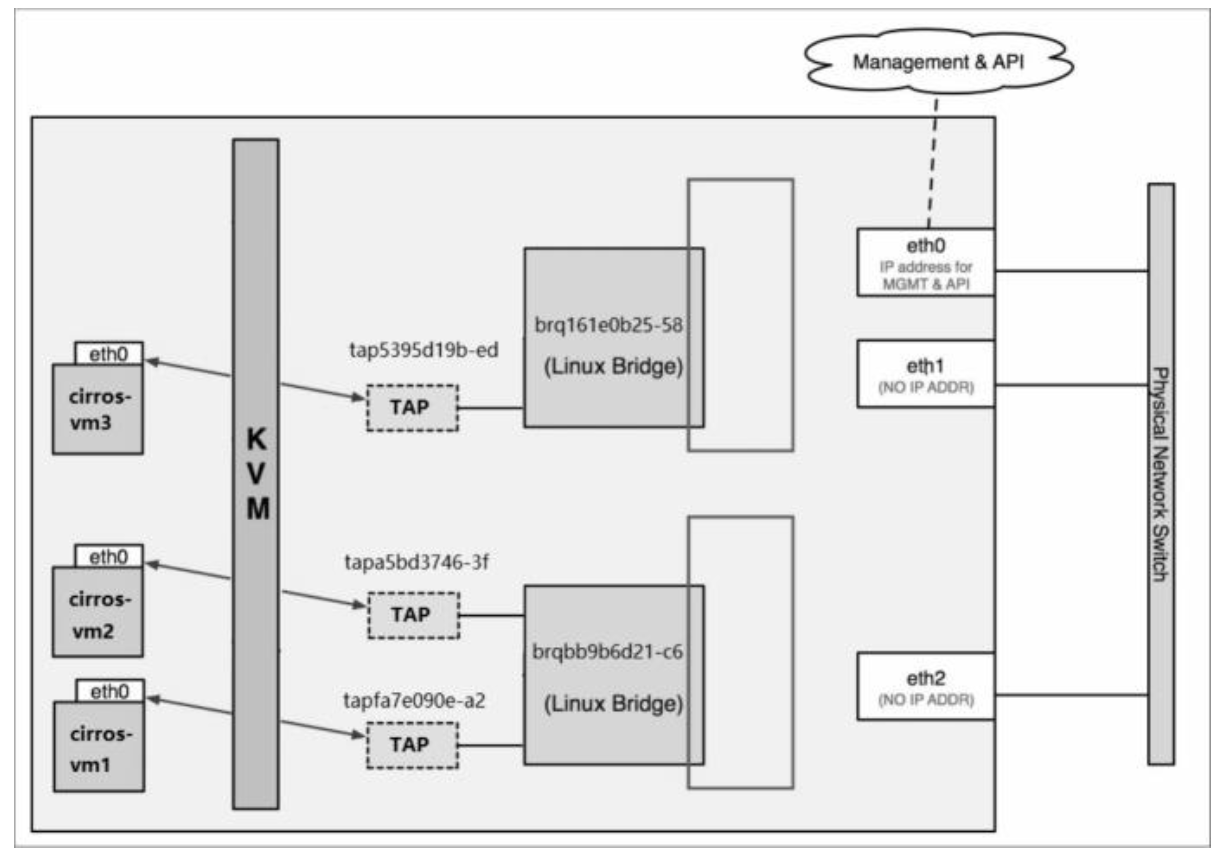 Management & API
eth0
IP address for
MGMT & API
brq161e0b25-58
(Linux Bridge)
tap5395d19b-ed
TAP
eth0
cirros-
vm3
eth1
(NO IP ADDR)
KVM
Physical Network Switch
eth0
cirros-
vm2
tapa5bd3746-3f
TAP
brqbb9b6d21-c6
(Linux Bridge)
eth2
(NO IP ADDR)
eth0
cirros-
vm1
tapfa7e090e-a2
TAP